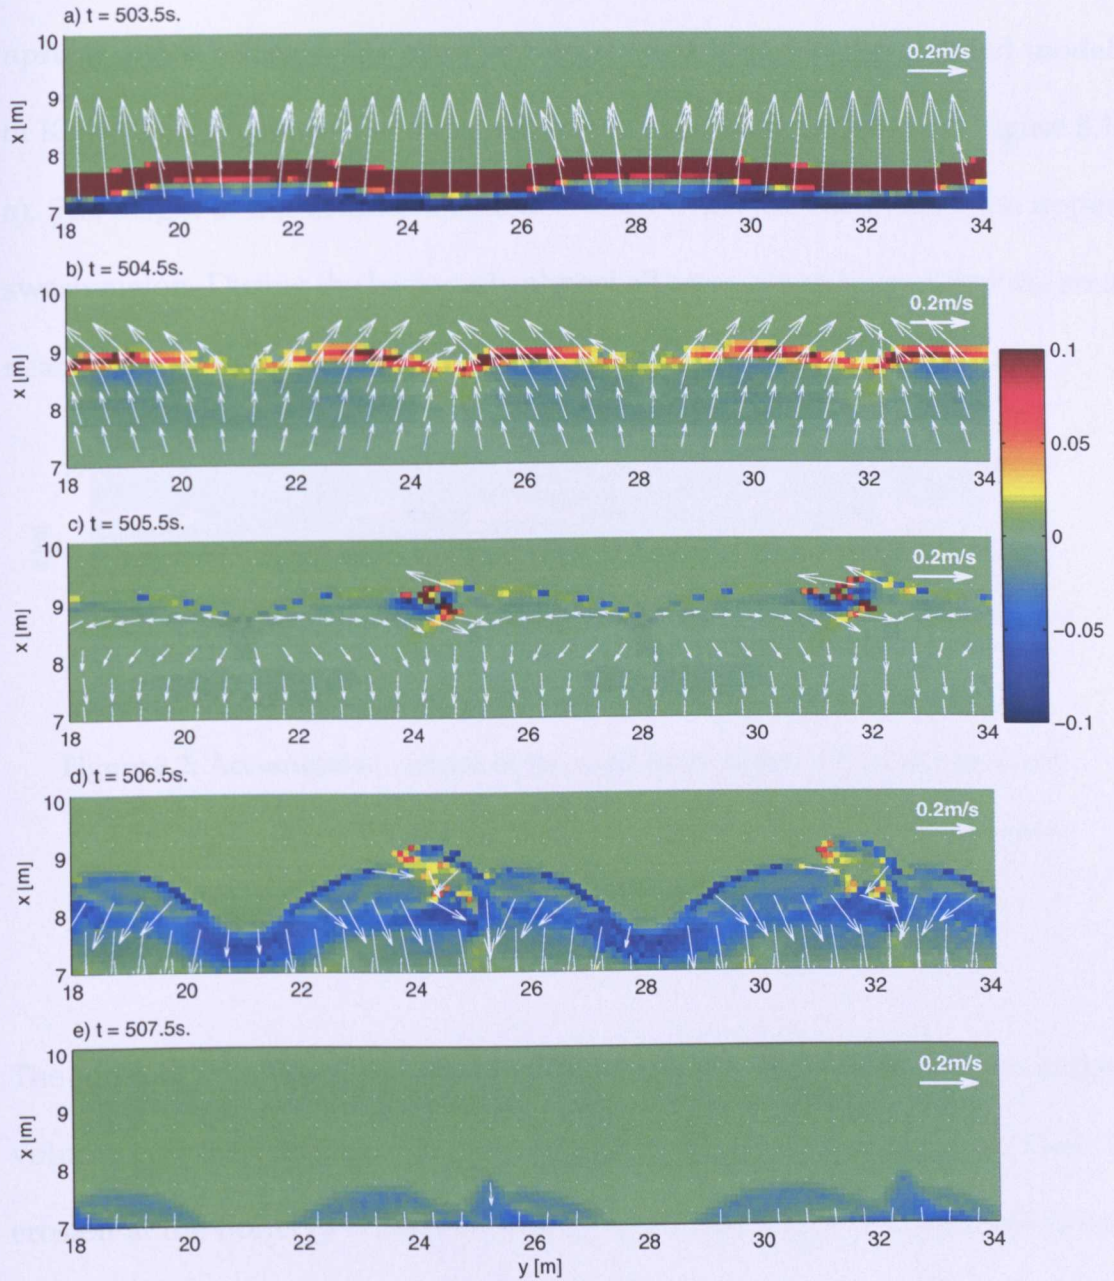 a) t = 503.5s.
10
9
8
7
x [m]
0.2m/s
18 20 22 24 26 28 30 32 34
b) t = 504.5s.
10
9
8
7
x [m]
0.2m/s
18 20 22 24 26 28 30 32 34
0.1
0.05
0
−0.05
−0.1
c) t = 505.5s.
10
9
8
7
x [m]
0.2m/s
18 20 22 24 26 28 30 32 34
d) t = 506.5s.
10
9
8
7
x [m]
0.2m/s
18 20 22 24 26 28 30 32 34
e) t = 507.5s.
10
9
8
7
x [m]
0.2m/s
18 20 22 24 26 28 30 32 34
y [m]